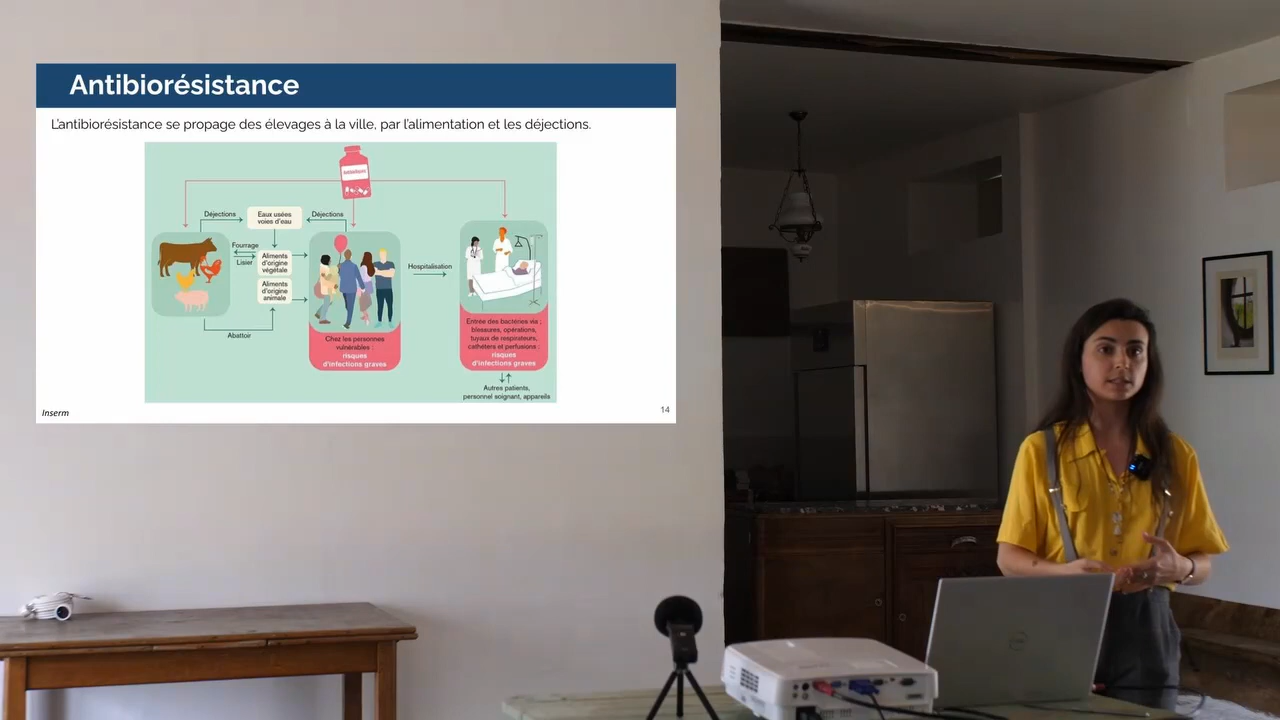 Antibiorésistance
L'antibiorésistance se propage des élevages à la ville, par l'alimentation et les déjections.
Antibiotiques
Déjections
Eaux usées
voies d'eau
Déjections
Fourrage
Lisier
Aliments
d'origine
végétale
Aliments
d'origine
animale
Abattoir
Hospitalisation
Chez les personnes
vulnérables :
risques
d'infections graves
Entrée des bactéries via :
blessures, opérations,
tuyaux de respirateurs,
cathéters et perfusions :
risques
d'infections graves
Autres patients,
personnel soignant, appareils
Inserm
14